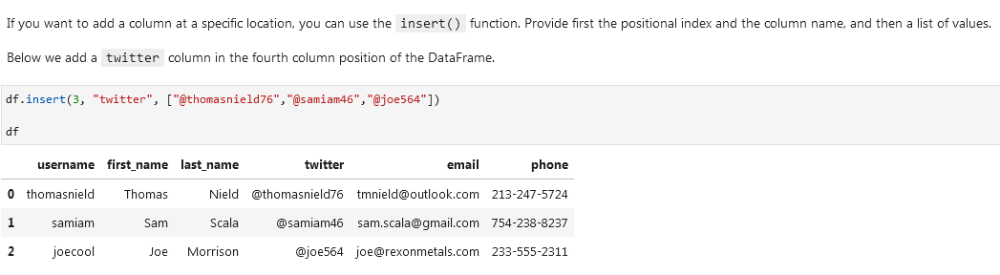 If you want to add a column at a specific location, you can use the insert() function. Provide first the positional index and the column name, and then a list of values.
Below we add a twitter column in the fourth column position of the DataFrame.
df.insert(3, "twitter", ["@thomasnield76","@samiam46","@joe564"])
df
username first_name last_name twitter email phone
0 thomasnield Thomas Nield @thomasnield76 tmnield@outlook.com 213-247-5724
1 samiam Sam Scala @samiam46 sam.scala@gmail.com 754-238-8237
2 joecool Joe Morrison @joe564 joe@rexonmetals.com 233-555-2311